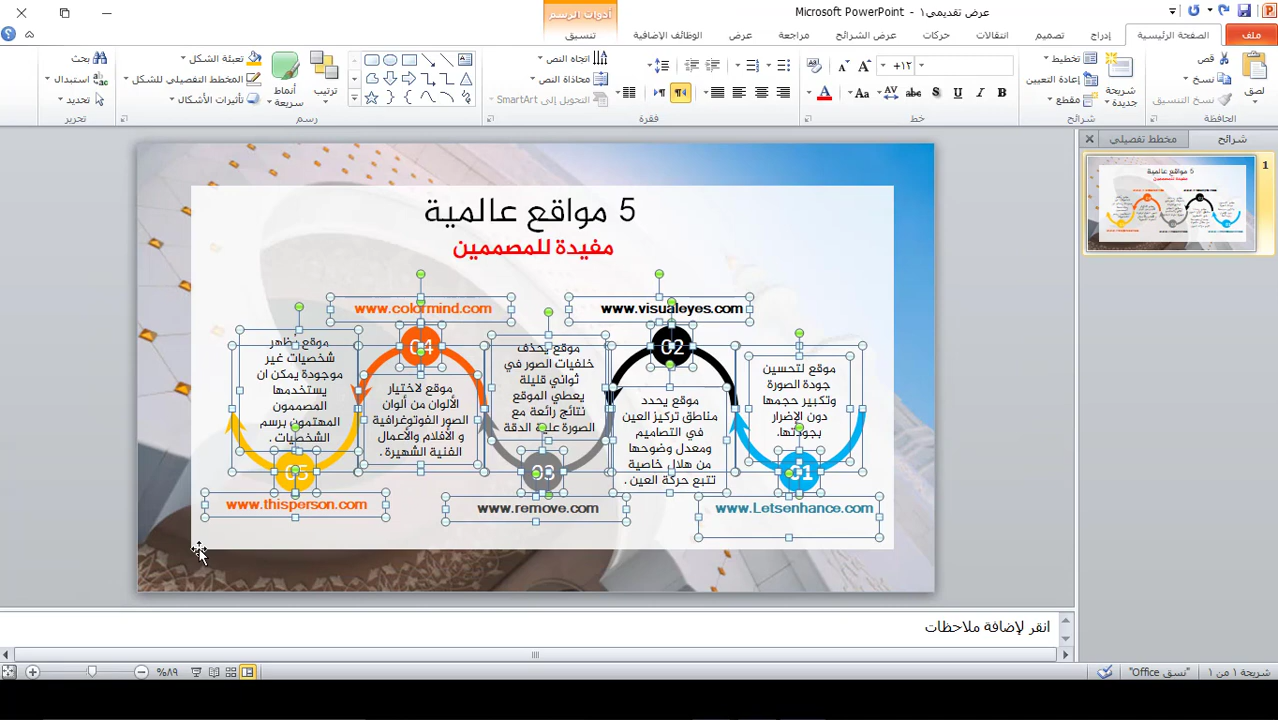 عرض تقديمي١ - Microsoft PowerPoint
أدوات الرسم
ملف
الصفحة الرئيسية
إدراج
تصميم
انتقالات
حركات
عرض الشرائح
مراجعة
عرض
الوظائف الإضافية
تنسيق
لصق
قص
نسخ
نسخ التنسيق
الحافظة
شريحة جديدة
تخطيط
إعادة التعيين
مقطع
شرائح
+١٢
B I U S abc AV Aa A
خط
فقرة
اتجاه النص
محاذاة النص
التحويل إلى SmartArt
ترتيب
أنماط سريعة
تعبئة الشكل
المخطط التفصيلي للشكل
تأثيرات الأشكال
رسم
بحث
استبدال
تحديد
تحرير
شرائح
مخطط تفصيلي
1
5 مواقع عالمية
مفيدة للمصممين
www.visualeyes.com
www.colormind.com
01
موقع لتحسين
جودة الصورة
وتكبير حجمها
دون الإضرار
بجودتها.
www.Letsenhance.com
02
موقع يحدد
مناطق تركيز العين
في التصاميم
ومعدل وضوحها
من هلال خاصية
تتبع حركة العين .
03
موقع يحذف
خلفيات الصور في
ثواني قليلة
يعطي الموقع
نتائج رائعة مع
الصورة علية الدقة
www.remove.com
04
موقع لاختيار
الألوان من ألوان
الصور الفوتوغرافية
و الأفلام والأعمال
الفنية الشهيرة .
05
موقع يظهر
شخصيات غير
موجودة يمكن ان
يستخدمها
المصممون
المهتمون برسم
الشخصيات .
www.thisperson.com
انقر لإضافة ملاحظات
شريحة ١ من ١
"نسق Office"
%٨٩